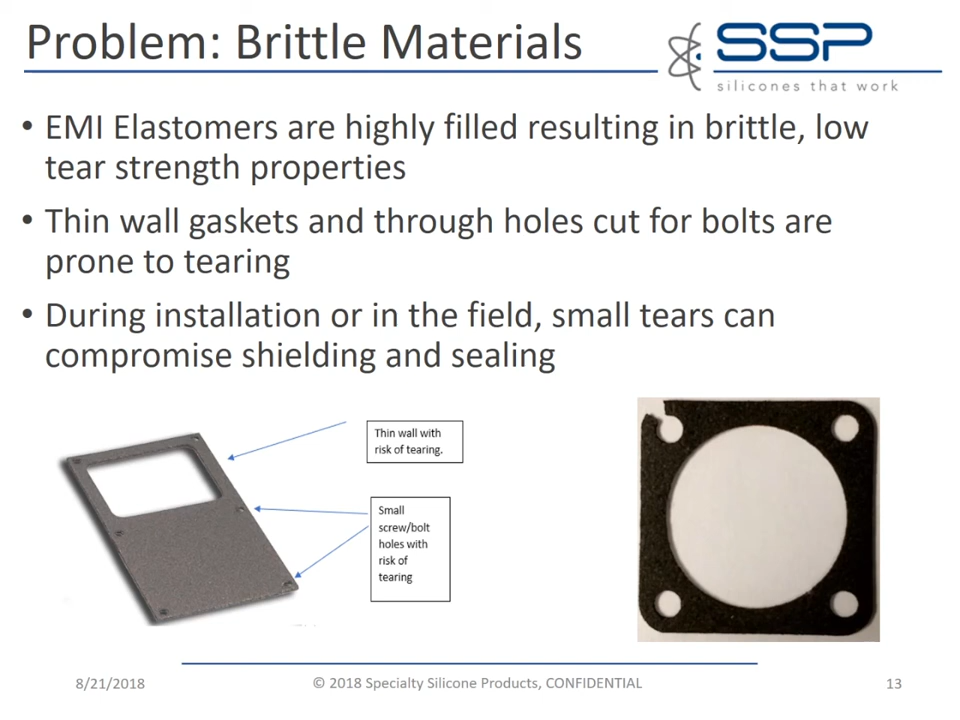 Problem: Brittle Materials
SSP
silicones that work
• EMI Elastomers are highly filled resulting in brittle, low
tear strength properties
• Thin wall gaskets and through holes cut for bolts are
prone to tearing
• During installation or in the field, small tears can
compromise shielding and sealing
Thin wall with
risk of tearing.
Small
screw/bolt
holes with
risk of
tearing
8/21/2018
© 2018 Specialty Silicone Products, CONFIDENTIAL
13